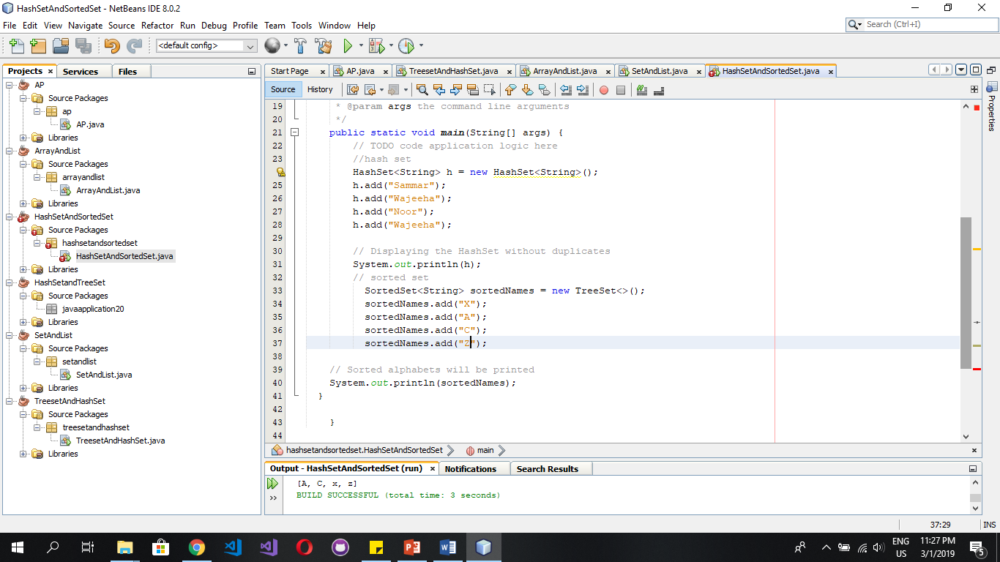 HashSetAndSortedSet - NetBeans IDE 8.0.2
File Edit View Navigate Source Refactor Run Debug Profile Team Tools Window Help
Search (Ctrl+I)
<default config>
Projects × Services Files
AP
Source Packages
ap
AP.java
Libraries
ArrayAndList
Source Packages
arrayandlist
ArrayAndList.java
Libraries
HashSetAndSortedSet
Source Packages
hashsetandsortedset
HashSetAndSortedSet.java
Libraries
HashSetandTreeSet
Source Packages
javaapplication20
Libraries
SetAndList
Source Packages
setandlist
SetAndList.java
Libraries
TreesetAndHashSet
Source Packages
treesetandhashset
TreesetAndHashSet.java
Libraries
Start Page × AP.java × TreesetAndHashSet.java × ArrayAndList.java × SetAndList.java × HashSetAndSortedSet.java ×
Source History
19 * @param args the command line arguments
20 */
21 public static void main(String[] args) {
22 // TODO code application logic here
23 //hash set
HashSet<String> h = new HashSet<String>();
25 h.add("Sammar");
26 h.add("Wajeeha");
27 h.add("Noor");
28 h.add("Wajeeha");
29
30 // Displaying the HashSet without duplicates
31 System.out.println(h);
32 // sorted set
33 SortedSet<String> sortedNames = new TreeSet<>();
34 sortedNames.add("X");
35 sortedNames.add("A");
36 sortedNames.add("C");
37 sortedNames.add("Z");
38
39 // Sorted alphabets will be printed
40 System.out.println(sortedNames);
41 }
42
43 }
44
Properties
hashsetandsortedset.HashSetAndSortedSet main
Output - HashSetAndSortedSet (run) × Notifications Search Results
[A, C, x, z]
BUILD SUCCESSFUL (total time: 3 seconds)
37:29 INS
ENG
US
11:27 PM
3/1/2019
5